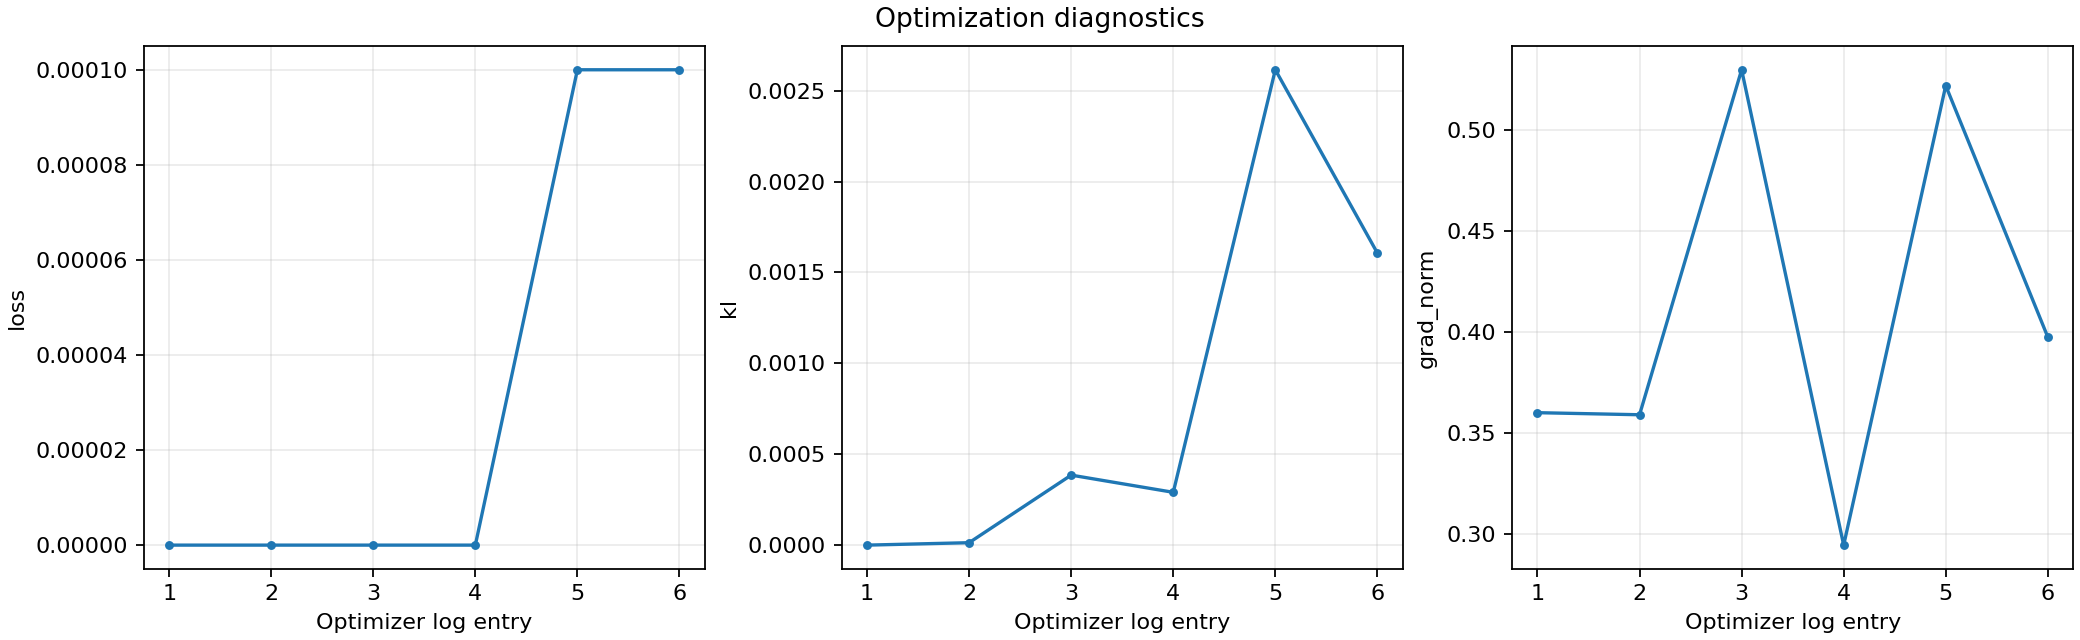 Optimization diagnostics
loss
0.00010
0.00008
0.00006
0.00004
0.00002
0.00000
1 2 3 4 5 6
Optimizer log entry
kl
0.0025
0.0020
0.0015
0.0010
0.0005
0.0000
1 2 3 4 5 6
Optimizer log entry
grad_norm
0.50
0.45
0.40
0.35
0.30
1 2 3 4 5 6
Optimizer log entry